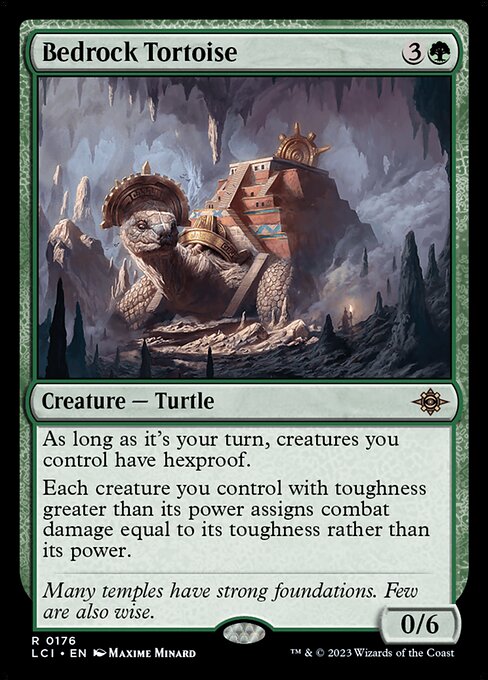 Bedrock Tortoise 3
Creature — Turtle
As long as it's your turn, creatures you
control have hexproof.
Each creature you control with toughness
greater than its power assigns combat
damage equal to its toughness rather than
its power.
Many temples have strong foundations. Few
are also wise.
0/6
R 0176
LCI • EN Maxime Minard
™ & © 2023 Wizards of the Coast